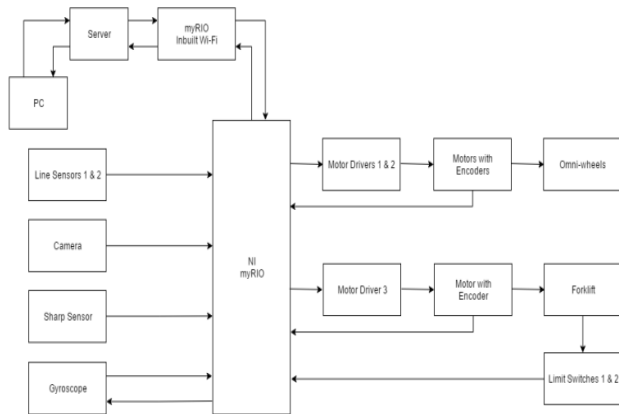 Server
myRIO
Inbuilt Wi-Fi
PC
Line Sensors 1 & 2
Camera
Sharp Sensor
Gyroscope
NI
myRIO
Motor Drivers 1 & 2
Motors with
Encoders
Omni-wheels
Motor Driver 3
Motor with
Encoder
Forklift
Limit Switches 1 & 2